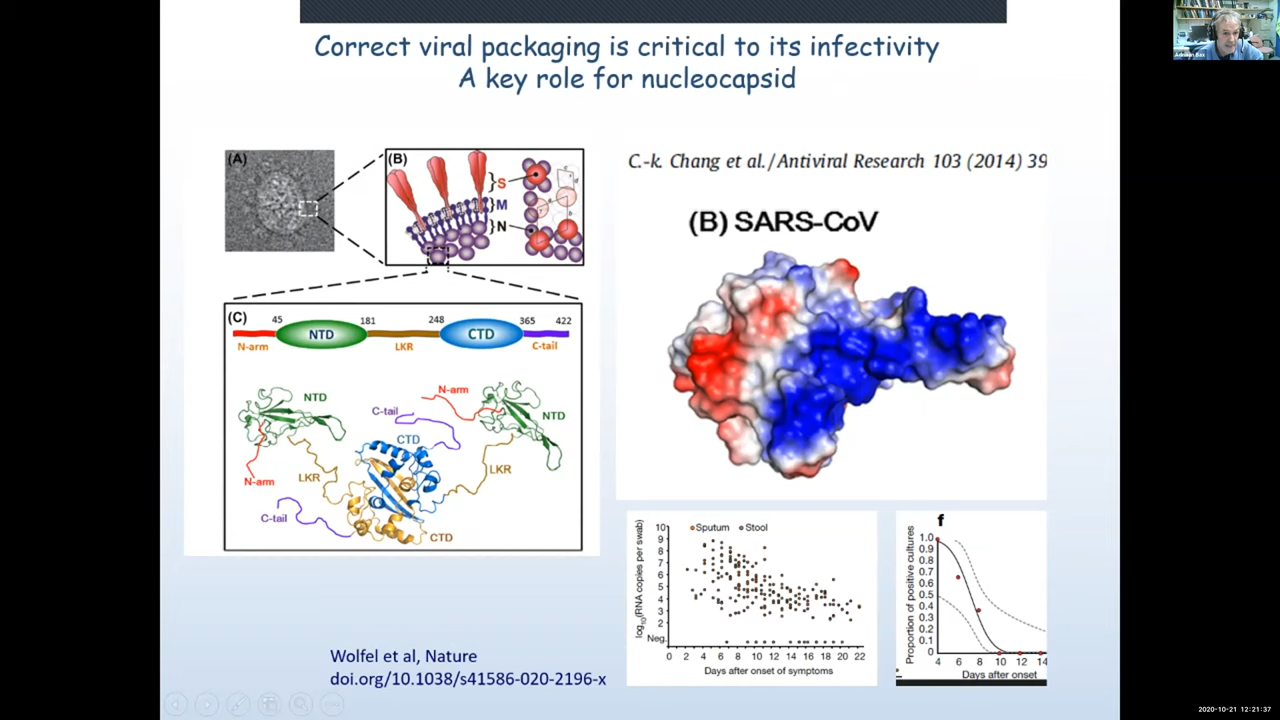 Correct viral packaging is critical to its infectivity
A key role for nucleocapsid
(A)
(B)
S
M
N
C.-k. Chang et al./Antiviral Research 103 (2014) 39
(B) SARS-CoV
(C)
45
181
248
365
422
NTD
CTD
N-arm
LKR
C-tail
NTD
N-arm
C-tail
NTD
CTD
LKR
LKR
N-arm
C-tail
CTD
log10(RNA copies per swab)
Sputum Stool
10
9
8
7
6
5
4
3
2
Neg.
0 2 4 6 8 10 12 14 16 18 20 22
Days after onset of symptoms
f
Proportion of positive cultures
1.0
0.9
0.8
0.7
0.6
0.5
0.4
0.3
0.2
0.1
0
4 6 8 10 12 14
Days after onset
Wolfel et al, Nature
doi.org/10.1038/s41586-020-2196-x
2020-10-21 12:21:37